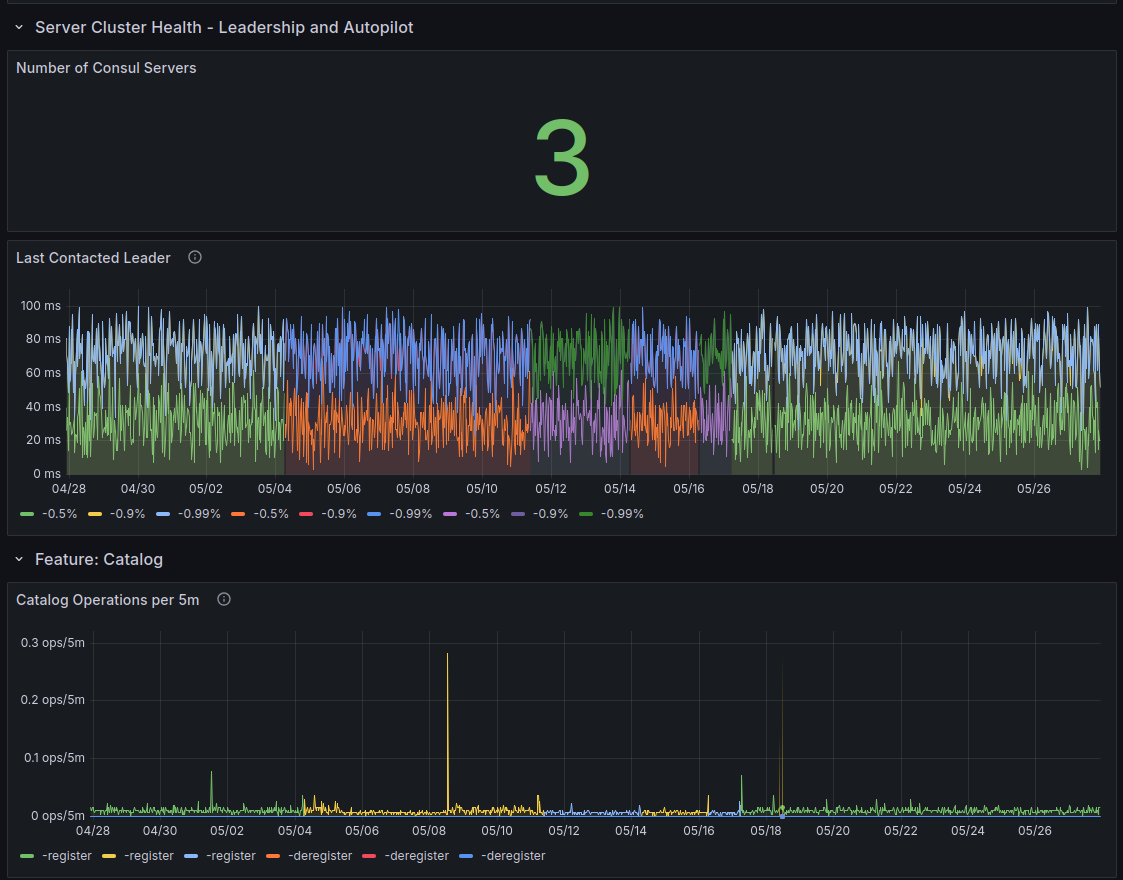 Server Cluster Health - Leadership and Autopilot
Number of Consul Servers
3
Last Contacted Leader
100 ms
80 ms
60 ms
40 ms
20 ms
0 ms
04/28 04/30 05/02 05/04 05/06 05/08 05/10 05/12 05/14 05/16 05/18 05/20 05/22 05/24 05/26
-0.5% -0.9% -0.99% -0.5% -0.9% -0.99% -0.5% -0.9% -0.99%
Feature: Catalog
Catalog Operations per 5m
0.3 ops/5m
0.2 ops/5m
0.1 ops/5m
0 ops/5m
04/28 04/30 05/02 05/04 05/06 05/08 05/10 05/12 05/14 05/16 05/18 05/20 05/22 05/24 05/26
-register -register -register -deregister -deregister -deregister